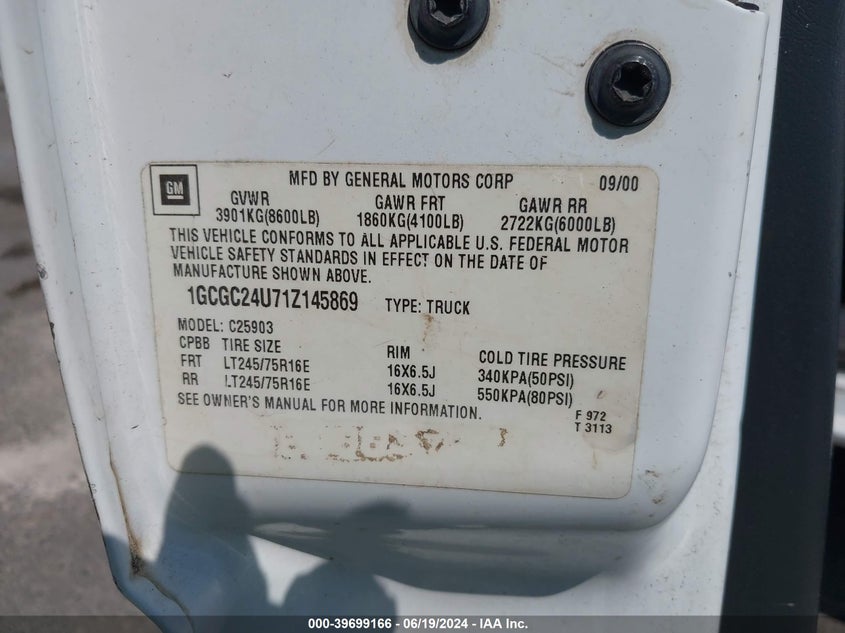 GM
MFD BY GENERAL MOTORS CORP 09/00
GVWR GAWR FRT GAWR RR
3901KG(8600LB) 1860KG(4100LB) 2722KG(6000LB)
THIS VEHICLE CONFORMS TO ALL APPLICABLE U.S. FEDERAL MOTOR
VEHICLE SAFETY STANDARDS IN EFFECT ON THE DATE OF
MANUFACTURE SHOWN ABOVE.
1GCGC24U71Z145869 TYPE: TRUCK
MODEL: C25903
CPBB TIRE SIZE RIM COLD TIRE PRESSURE
FRT LT245/75R16E 16X6.5J 340KPA(50PSI)
RR LT245/75R16E 16X6.5J 550KPA(80PSI)
SEE OWNER'S MANUAL FOR MORE INFORMATION.
F 972
T 3113
000-39699166 / 06/19/2024 - IAA Inc.